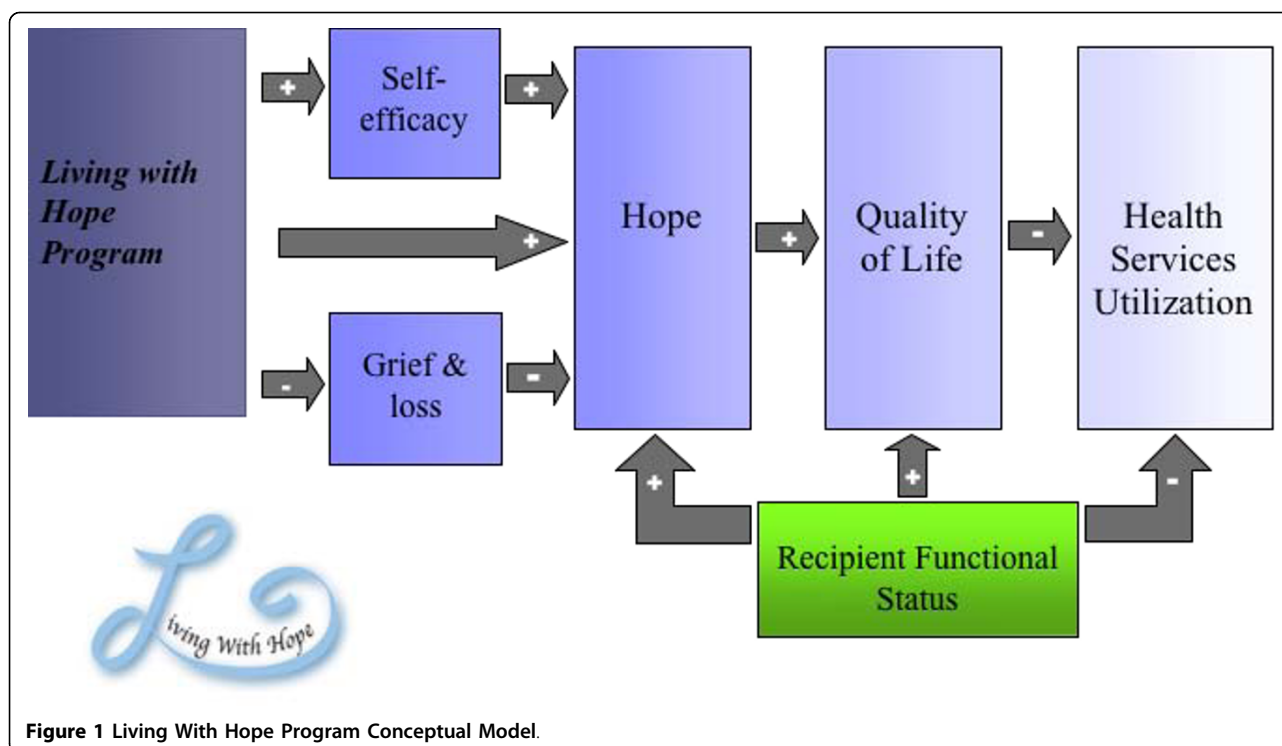 Living with
Hope
Program
+
Self-
efficacy
+
+
-
Grief &
loss
-
Hope
+
Quality
of Life
-
Health
Services
Utilization
+
+
-
Recipient Functional
Status
Living With Hope
Figure 1 Living With Hope Program Conceptual Model.